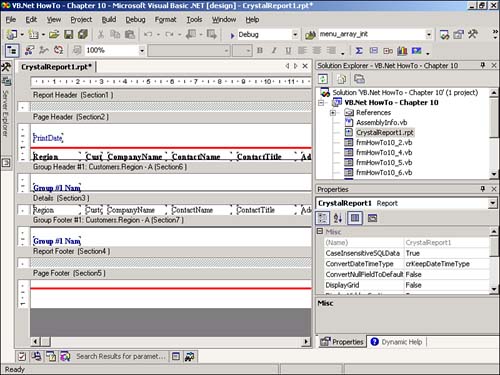 VB.Net HowTo - Chapter 10 - Microsoft Visual Basic .NET [design] - CrystalReport1.rpt*
File Edit View Project Build Debug Tools Window Help
Debug
menu_array_init
100%
B I U
Server Explorer
CrystalReport1.rpt*
Report Header (Section1)
Page Header (Section2)
PrintDate
Region Cust CompanyName ContactName ContactTitle
Group Header #1: Customers.Region - A (Section6)
Group #1 Nam
Details (Section3)
Region Cust CompanyName ContactName ContactTitle
Group Footer #1: Customers.Region - A (Section7)
Group #1 Nam
Report Footer (Section4)
Page Footer (Section5)
Solution Explorer - VB.Net HowTo - Chapter 10
Solution 'VB.Net HowTo - Chapter 10' (1 project)
VB.Net HowTo - Chapter 10
References
AssemblyInfo.vb
CrystalReport1.rpt
frmHowTo10_2.vb
frmHowTo10_4.vb
frmHowTo10_5.vb
frmHowTo10_6.vb
Properties
CrystalReport1 Report
Misc
(Name) CrystalReport1
CaseInsensitiveSQLData True
ConvertDateTimeType crKeepDateTimeType
ConvertNullFieldToDefault False
DisplayGrid False
Misc
Properties Dynamic Help
Search Results for paramet...
Ready